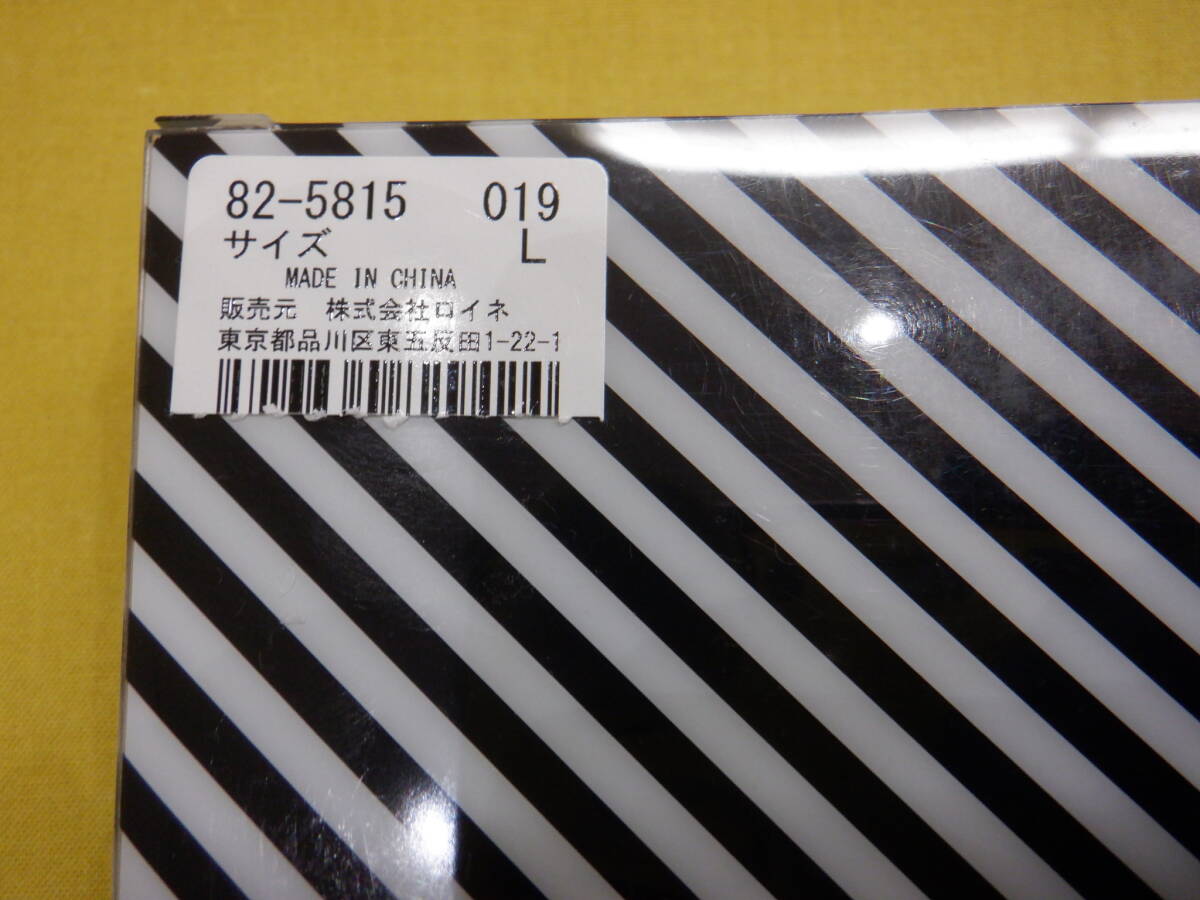 82-5815 019
サイズ L
MADE IN CHINA
販売元 株式会社ロイネ
東京都品川区東五反田1-22-1